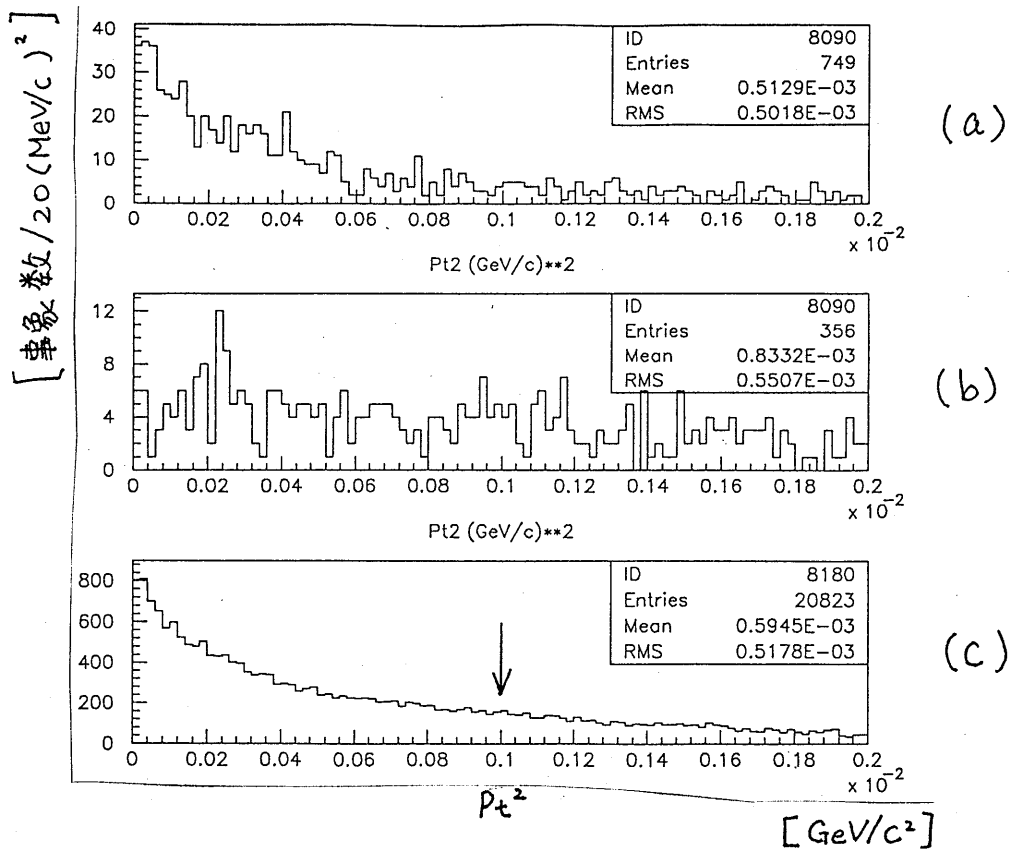 [事象数/20(MeV/c)²]
40
30
20
10
0
ID 8090
Entries 749
Mean 0.5129E-03
RMS 0.5018E-03
(a)
0 0.02 0.04 0.06 0.08 0.1 0.12 0.14 0.16 0.18 0.2
x 10⁻²
Pt2 (GeV/c)**2
12
8
4
0
ID 8090
Entries 356
Mean 0.8332E-03
RMS 0.5507E-03
(b)
0 0.02 0.04 0.06 0.08 0.1 0.12 0.14 0.16 0.18 0.2
x 10⁻²
Pt2 (GeV/c)**2
800
600
400
200
0
ID 8180
Entries 20823
Mean 0.5945E-03
RMS 0.5178E-03
(c)
0 0.02 0.04 0.06 0.08 0.1 0.12 0.14 0.16 0.18 0.2
x 10⁻²
Pt²
[GeV/c²]